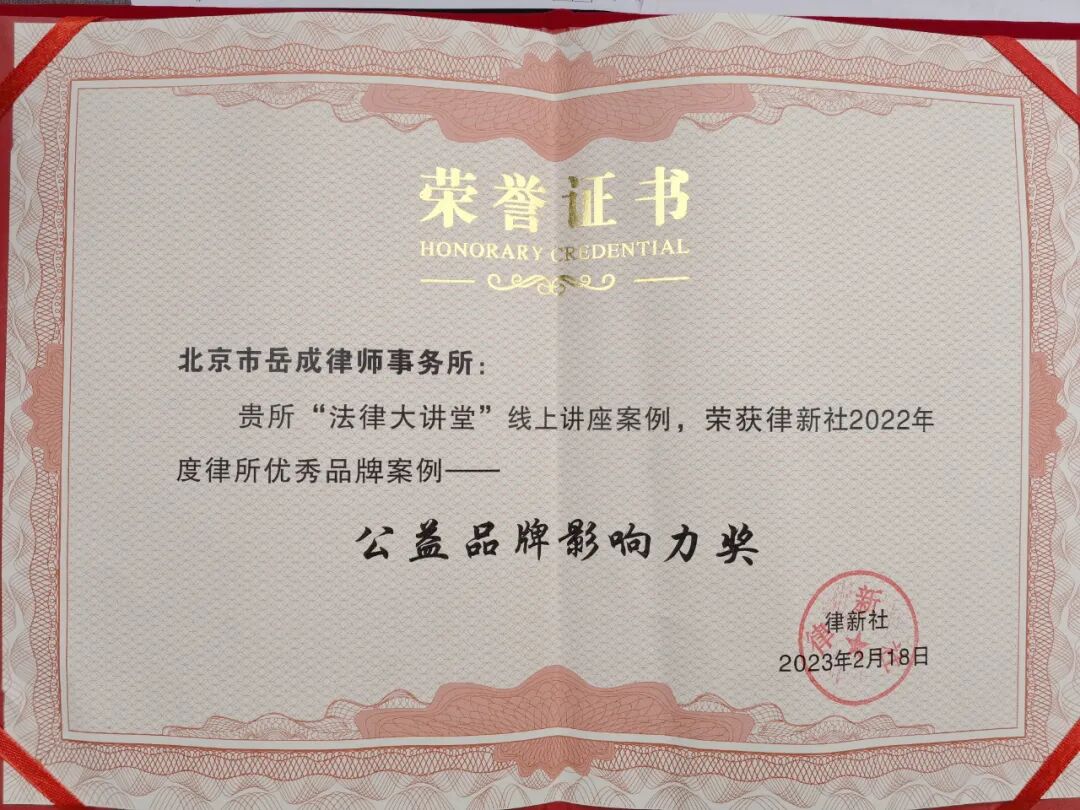 荣誉证书
HONORARY CREDENTIAL
北京市岳成律师事务所：
贵所“法律大讲堂”线上讲座案例，荣获律新社2022年
度律所优秀品牌案例——
公益品牌影响力奖
律新社
律新社
2023年2月18日